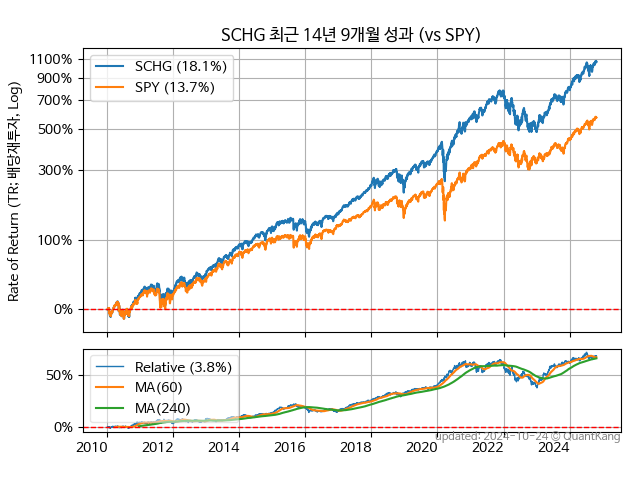 SCHG 최근 14년 9개월 성과 (vs SPY)
Rate of Return (TR; 배당재투자, Log)
1100%
900%
700%
500%
300%
100%
0%
SCHG (18.1%)
SPY (13.7%)
50%
0%
Relative (3.8%)
MA(60)
MA(240)
2010 2012 2014 2016 2018 2020 2022 2024
updated: 2024-10-24 © QuantKang